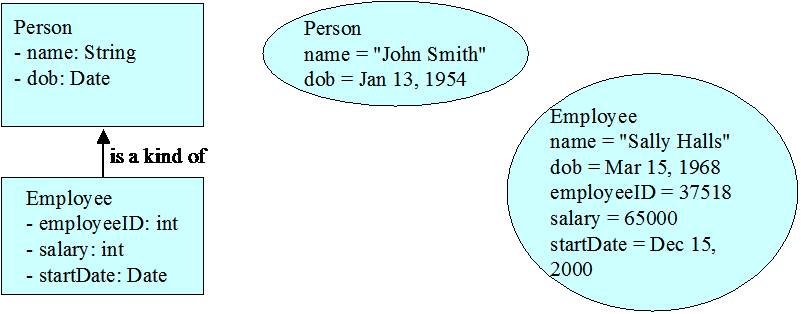 Person
- name: String
- dob: Date
is a kind of
Employee
- employeeID: int
- salary: int
- startDate: Date
Person
name = "John Smith"
dob = Jan 13, 1954
Employee
name = "Sally Halls"
dob = Mar 15, 1968
employeeID = 37518
salary = 65000
startDate = Dec 15,
2000